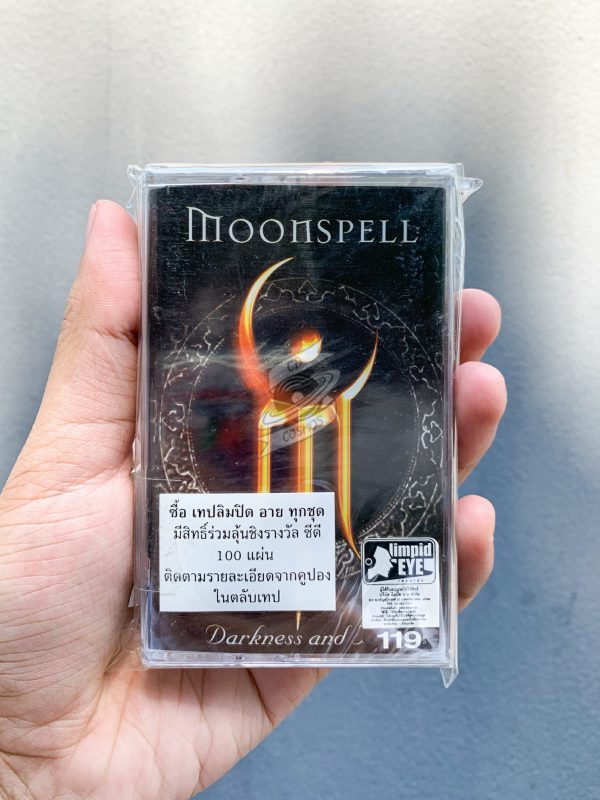 MOONSPELL
CD
COSMOS
ซื้อ เทปลิมปิด อาย ทุกชุด
มีสิทธิ์ร่วมลุ้นชิงรางวัล ซีดี
100 แผ่น
ติดตามรายละเอียดจากคูปอง
ในตลับเทป
limpid
EYE
records
Darkness and
119